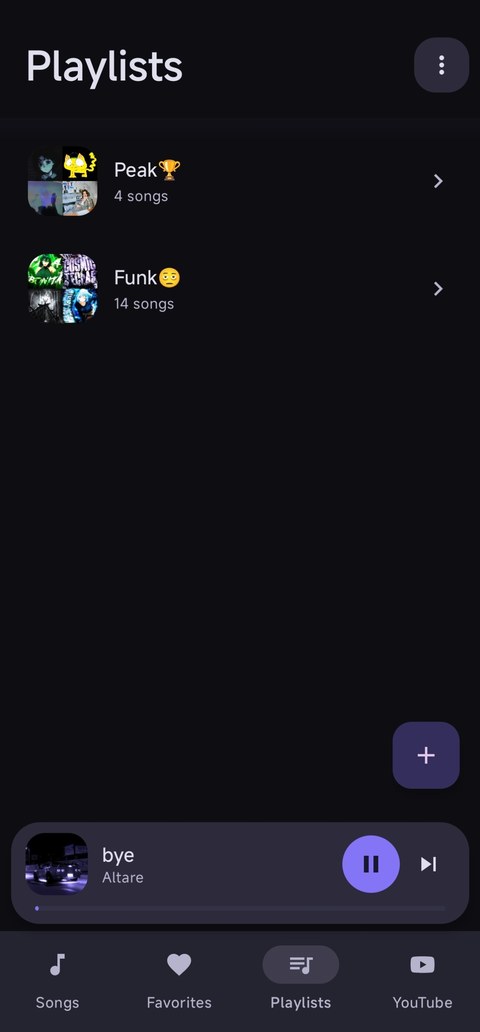 Playlists
Peak🏆
4 songs
Funk😒
14 songs
bye
Altare
Songs
Favorites
Playlists
YouTube